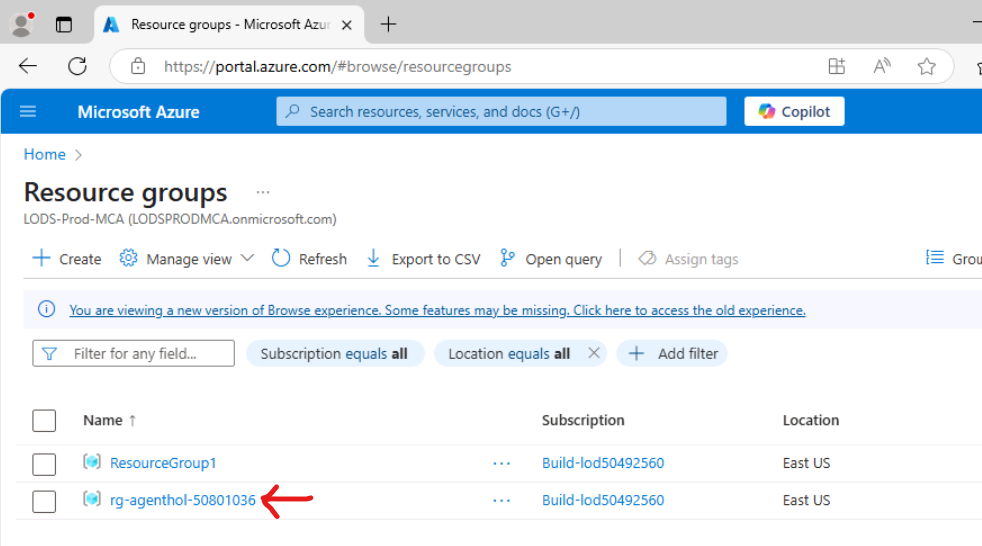 Resource groups - Microsoft Azur
https://portal.azure.com/#browse/resourcegroups
Microsoft Azure
Search resources, services, and docs (G+/)
Copilot
Home
Resource groups
LODS-Prod-MCA (LODSPRODMCA.onmicrosoft.com)
Create Manage view Refresh Export to CSV Open query Assign tags Grou
You are viewing a new version of Browse experience. Some features may be missing. Click here to access the old experience.
Filter for any field... Subscription equals all Location equals all Add filter
Name ↑ Subscription Location
ResourceGroup1 Build-lod50492560 East US
rg-agenthol-50801036 Build-lod50492560 East US